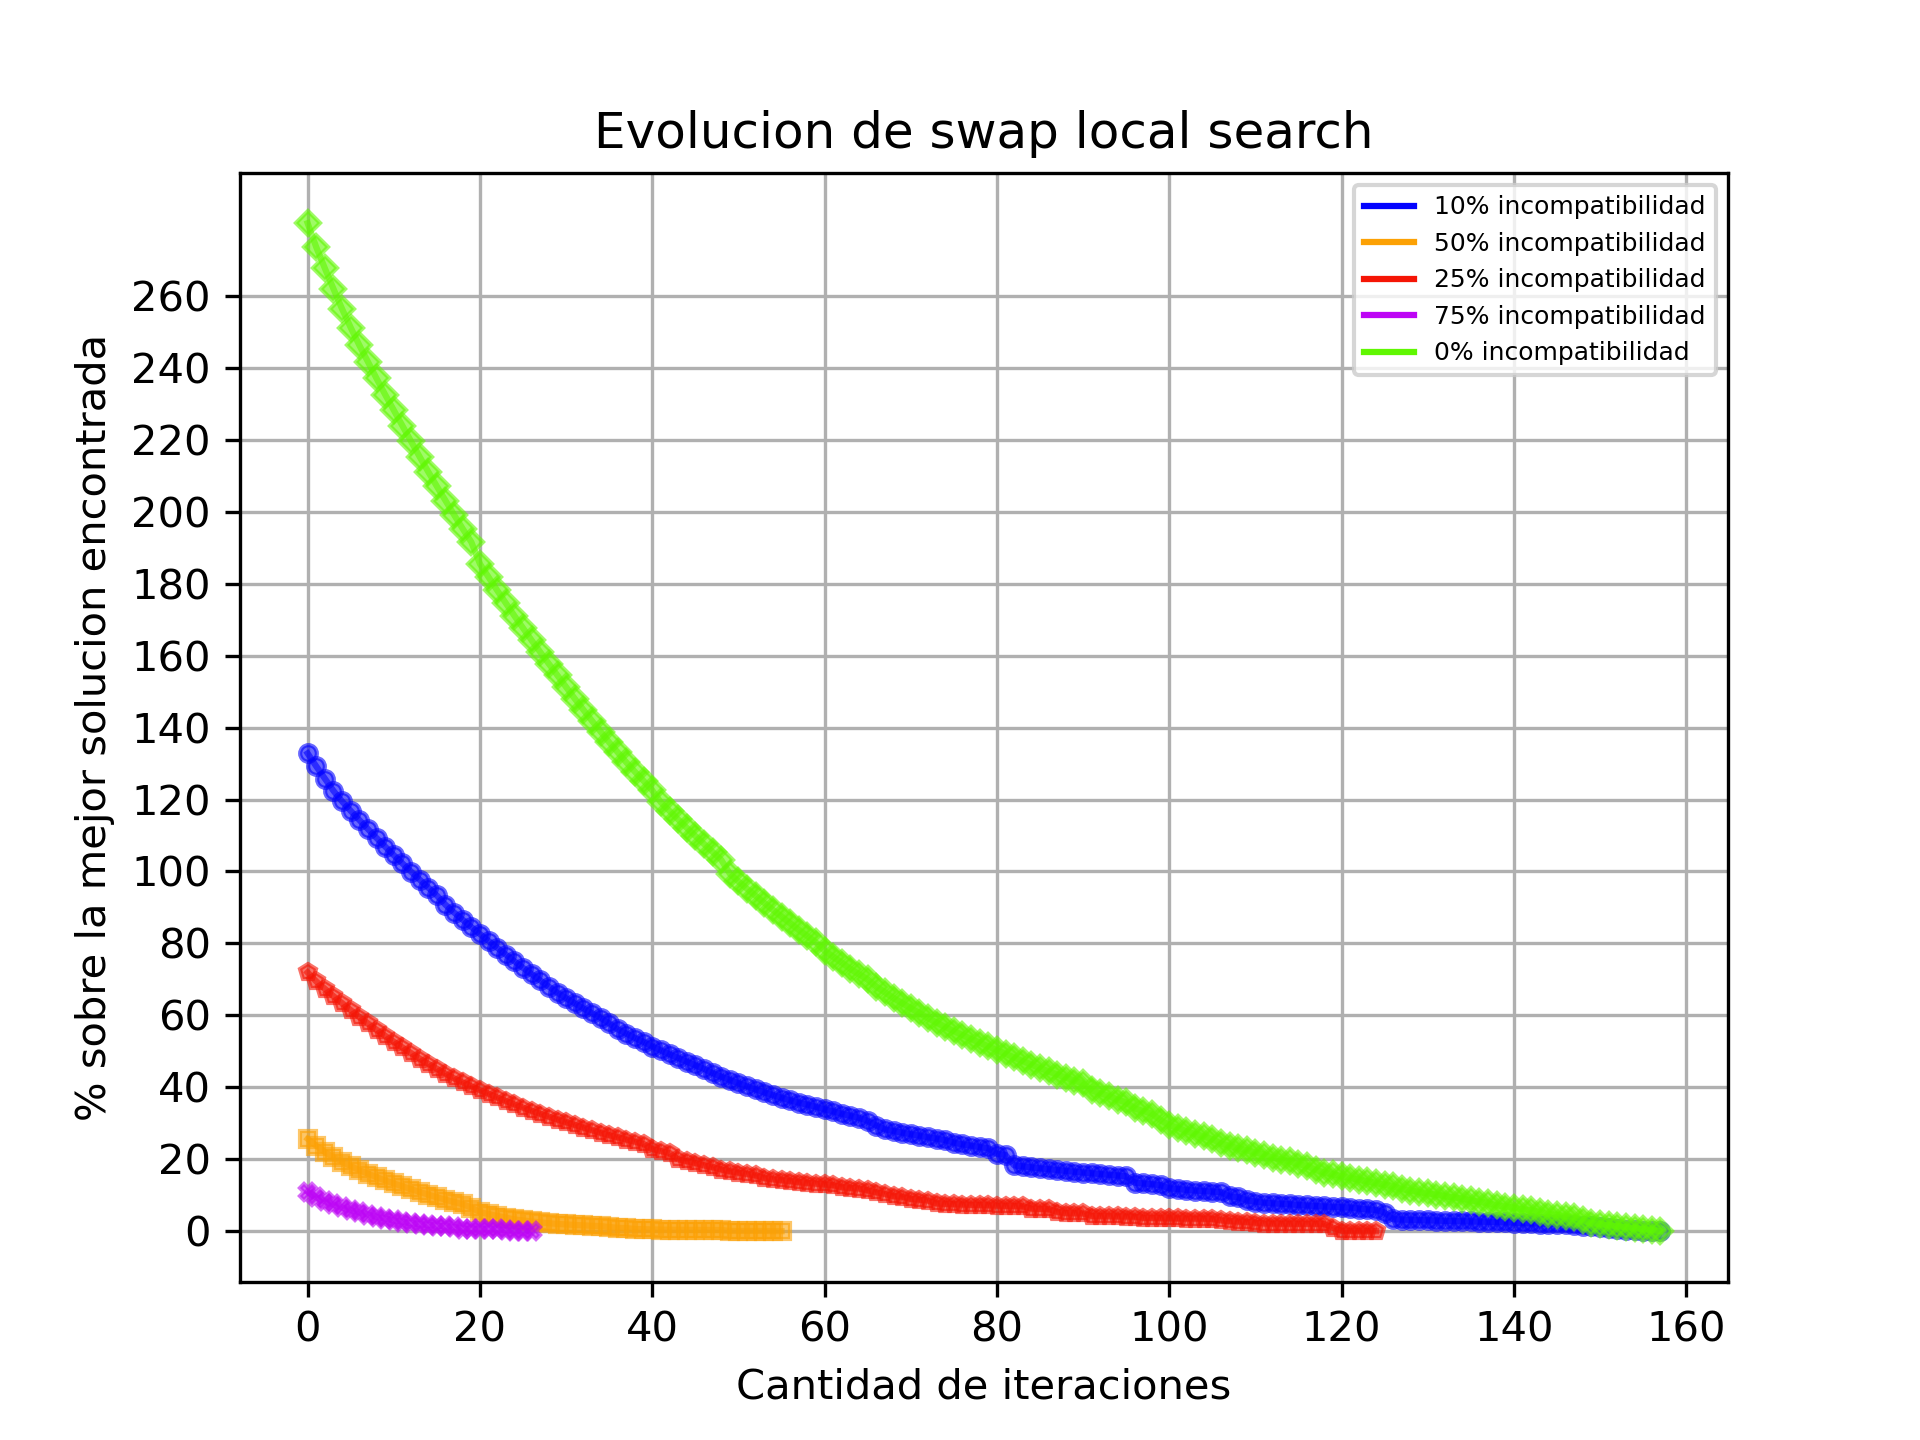 Evolucion de swap local search
10% incompatibilidad
50% incompatibilidad
25% incompatibilidad
75% incompatibilidad
0% incompatibilidad
% sobre la mejor solucion encontrada
260
240
220
200
180
160
140
120
100
80
60
40
20
0
0 20 40 60 80 100 120 140 160
Cantidad de iteraciones